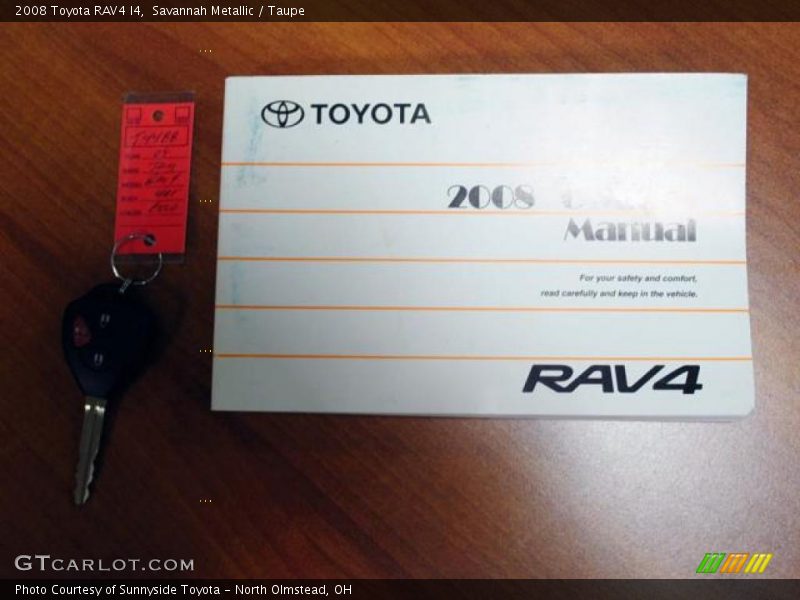 2008 Toyota RAV4 I4, Savannah Metallic / Taupe
TOYOTA
2008
Manual
For your safety and comfort,
read carefully and keep in the vehicle.
RAV4
GTCARLOT.COM
Photo Courtesy of Sunnyside Toyota - North Olmstead, OH